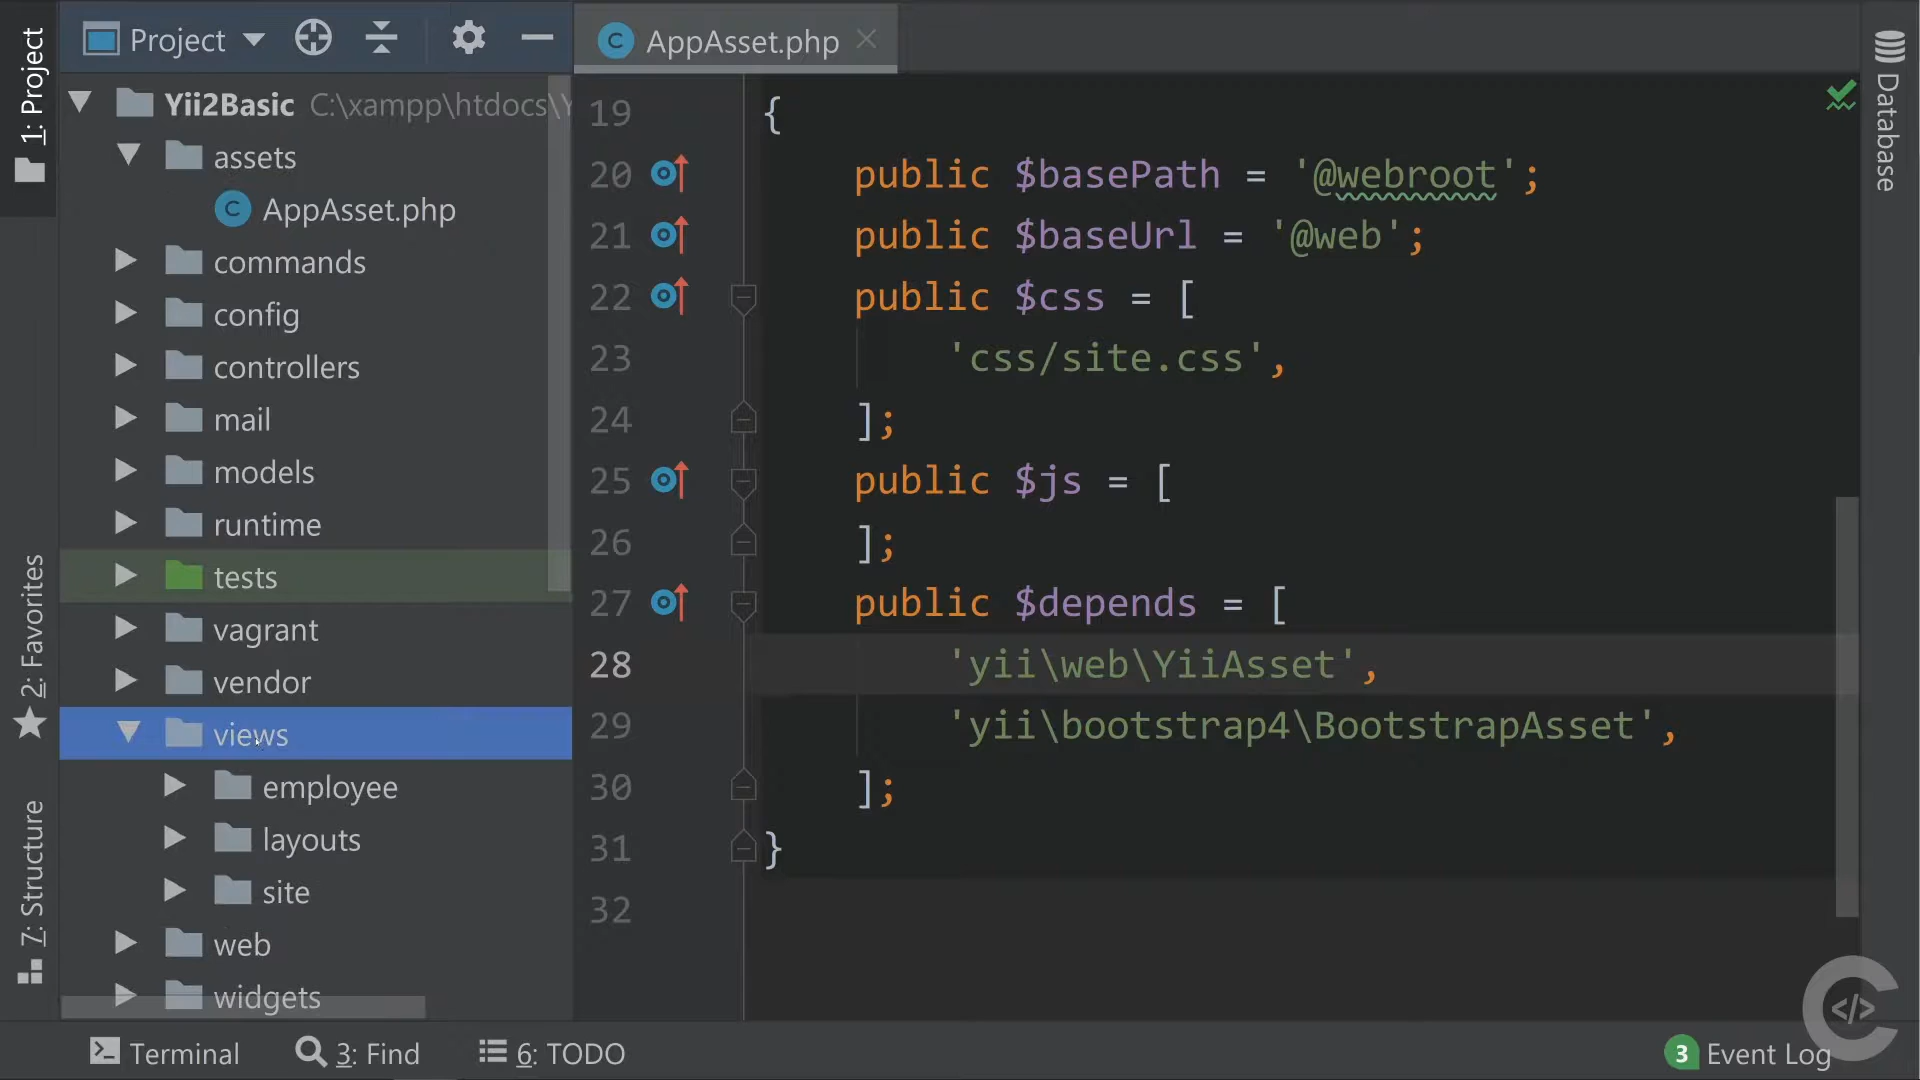 1: Project
2: Favorites
7: Structure
Project
Yii2Basic C:\xampp\htdocs\Y
assets
AppAsset.php
commands
config
controllers
mail
models
runtime
tests
vagrant
vendor
views
employee
layouts
site
web
widgets
AppAsset.php
19 {
20 public $basePath = '@webroot';
21 public $baseUrl = '@web';
22 public $css = [
23 'css/site.css',
24 ];
25 public $js = [
26 ];
27 public $depends = [
28 'yii\web\YiiAsset',
29 'yii\bootstrap4\BootstrapAsset',
30 ];
31 }
32
Database
Terminal
3: Find
6: TODO
3 Event Log
</>